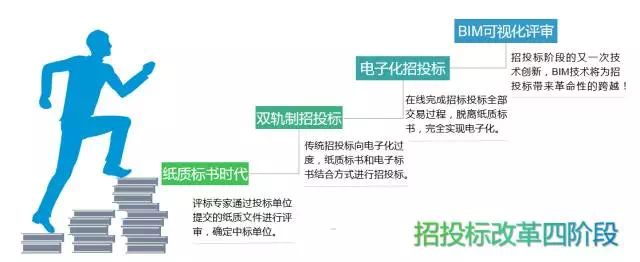 BIM可视化评审
招投标阶段的又一次技
术创新，BIM技术将为招
投标带来革命性的跨越！
电子化招投标
在线完成招标投标全部
交易过程，脱离纸质标
书，完全实现电子化。
双轨制招投标
传统招投标向电子化过
度，纸质标书和电子标
书结合方式进行招投标。
纸质标书时代
评标专家通过投标单位
提交的纸质文件进行评
审，确定中标单位。
招投标改革四阶段